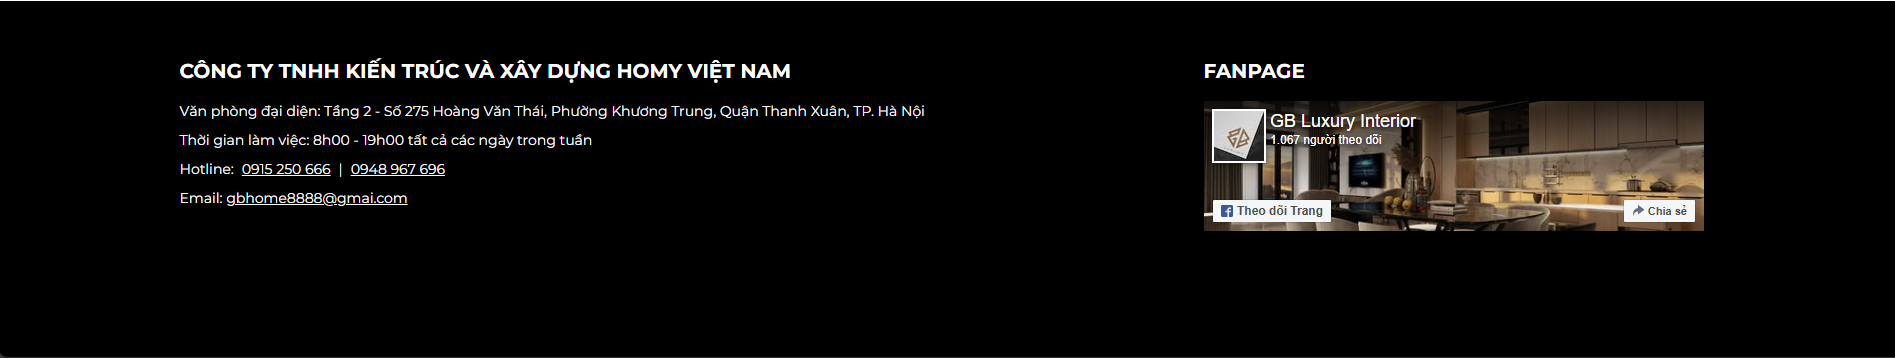 CÔNG TY TNHH KIẾN TRÚC VÀ XÂY DỰNG HOMY VIỆT NAM
Văn phòng đại diện: Tầng 2 - Số 275 Hoàng Văn Thái, Phường Khương Trung, Quận Thanh Xuân, TP. Hà Nội
Thời gian làm việc: 8h00 - 19h00 tất cả các ngày trong tuần
Hotline: 0915 250 666 | 0948 967 696
Email: gbhome8888@gmai.com
FANPAGE
GB Luxury Interior
1.067 người theo dõi
Theo dõi Trang
Chia sẻ